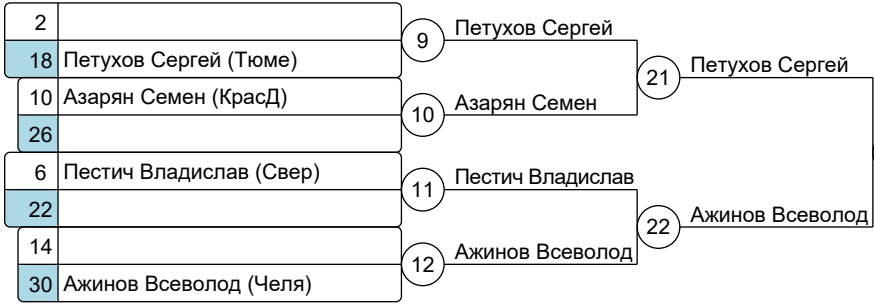 2
9
Петухов Сергей
18 Петухов Сергей (Тюме)
21
Петухов Сергей
10 Азарян Семен (КрасД)
10
Азарян Семен
26
6 Пестич Владислав (Свер)
11
Пестич Владислав
22
22
Ажинов Всеволод
14
12
Ажинов Всеволод
30 Ажинов Всеволод (Челя)